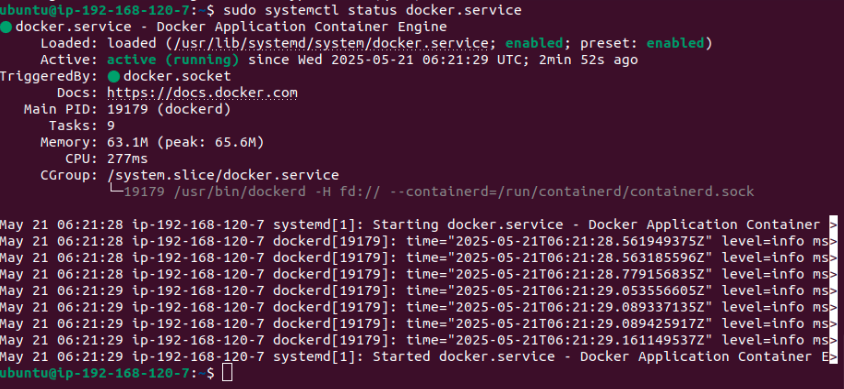 ubuntu@ip-192-168-120-7:~$ sudo systemctl status docker.service
● docker.service - Docker Application Container Engine
Loaded: loaded (/usr/lib/systemd/system/docker.service; enabled; preset: enabled)
Active: active (running) since Wed 2025-05-21 06:21:29 UTC; 2min 52s ago
TriggeredBy: ● docker.socket
Docs: https://docs.docker.com
Main PID: 19179 (dockerd)
Tasks: 9
Memory: 63.1M (peak: 65.6M)
CPU: 277ms
CGroup: /system.slice/docker.service
└─19179 /usr/bin/dockerd -H fd:// --containerd=/run/containerd/containerd.sock
May 21 06:21:28 ip-192-168-120-7 systemd[1]: Starting docker.service - Docker Application Container >
May 21 06:21:28 ip-192-168-120-7 dockerd[19179]: time="2025-05-21T06:21:28.561949375Z" level=info ms>
May 21 06:21:28 ip-192-168-120-7 dockerd[19179]: time="2025-05-21T06:21:28.563185596Z" level=info ms>
May 21 06:21:28 ip-192-168-120-7 dockerd[19179]: time="2025-05-21T06:21:28.779156835Z" level=info ms>
May 21 06:21:29 ip-192-168-120-7 dockerd[19179]: time="2025-05-21T06:21:29.053556605Z" level=info ms>
May 21 06:21:29 ip-192-168-120-7 dockerd[19179]: time="2025-05-21T06:21:29.089337135Z" level=info ms>
May 21 06:21:29 ip-192-168-120-7 dockerd[19179]: time="2025-05-21T06:21:29.089425917Z" level=info ms>
May 21 06:21:29 ip-192-168-120-7 dockerd[19179]: time="2025-05-21T06:21:29.161149537Z" level=info ms>
May 21 06:21:29 ip-192-168-120-7 systemd[1]: Started docker.service - Docker Application Container E>
ubuntu@ip-192-168-120-7:~$